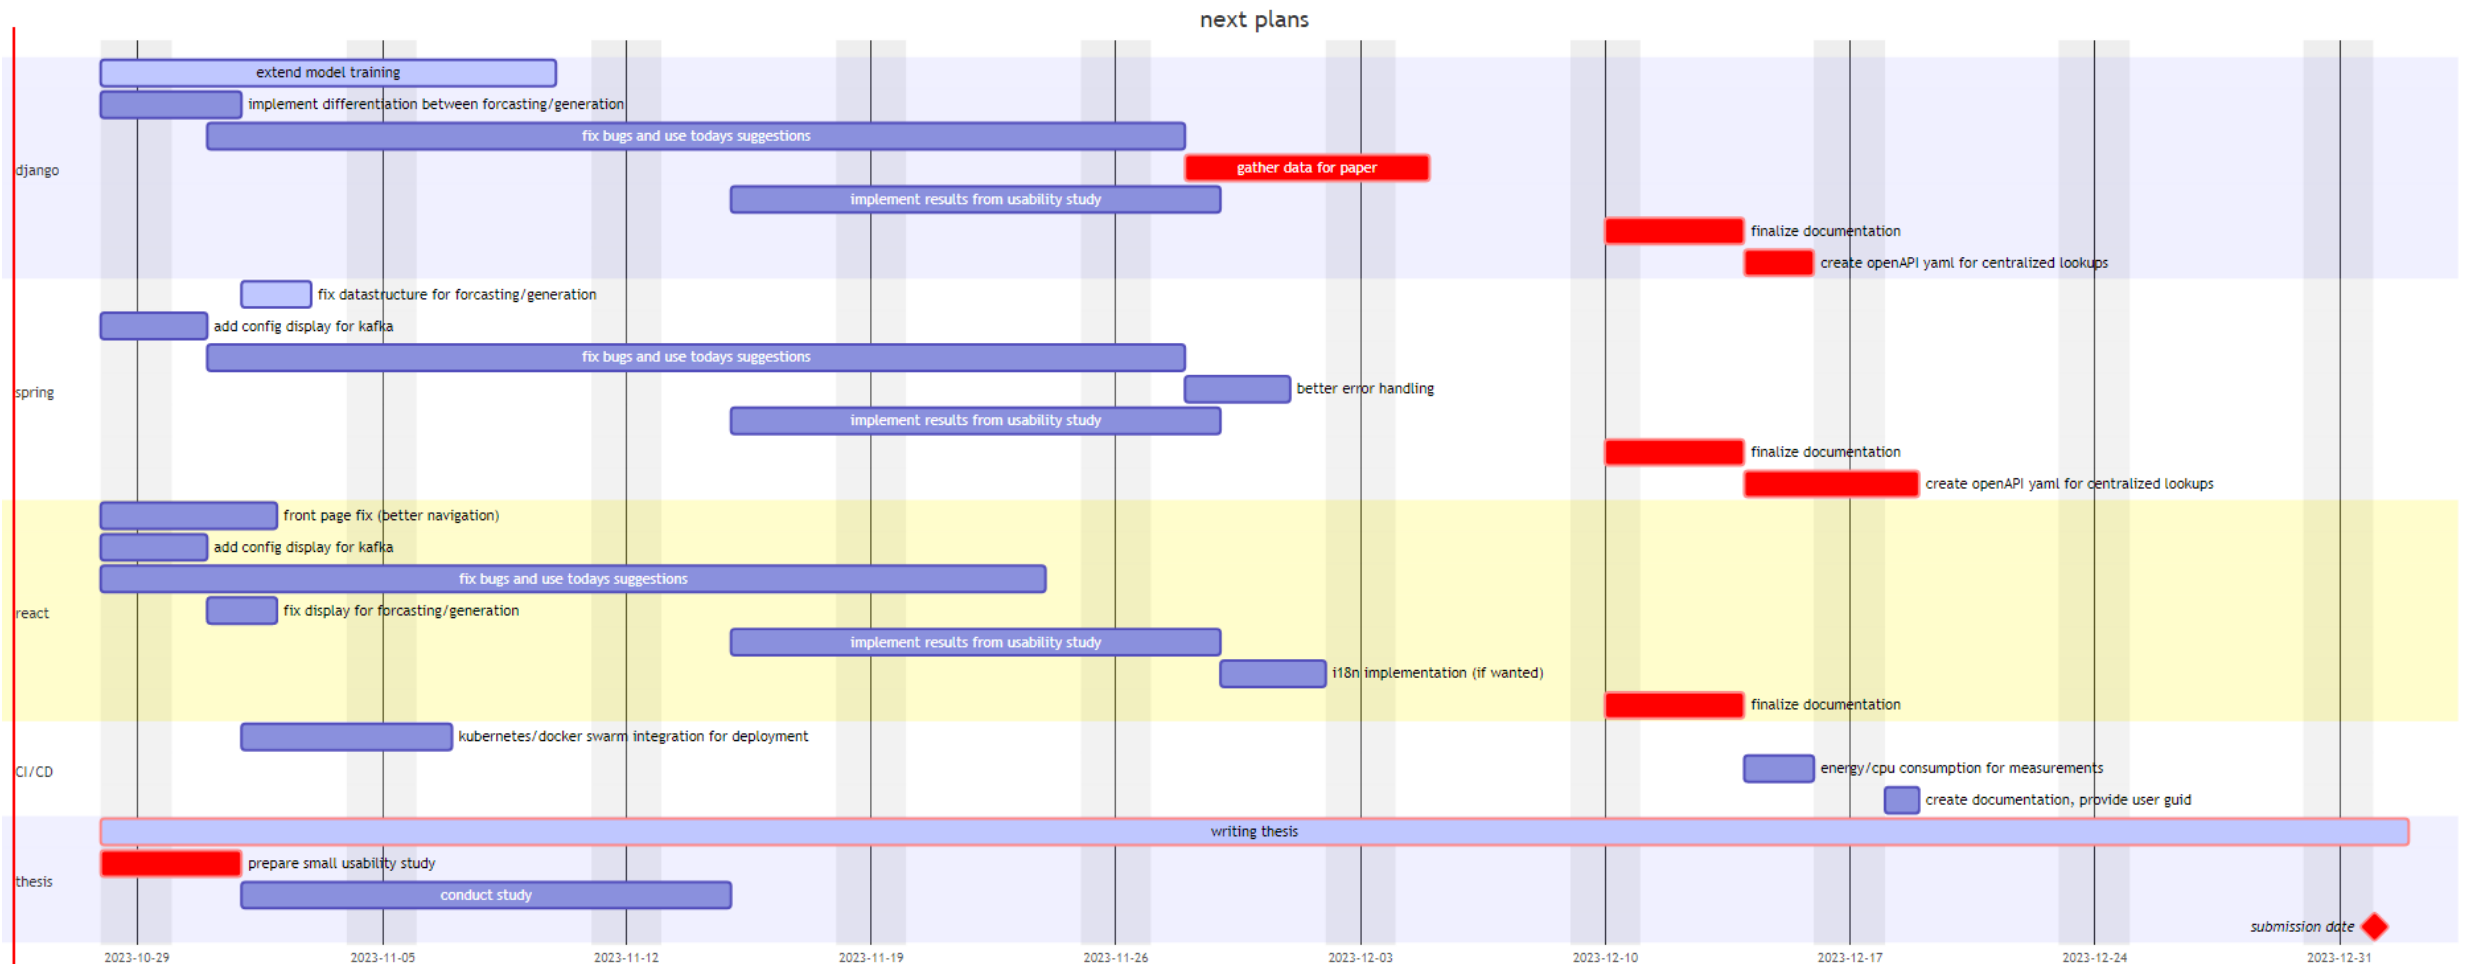 next plans
django
extend model training
implement differentiation between forcasting/generation
fix bugs and use todays suggestions
gather data for paper
implement results from usability study
finalize documentation
create openAPI yaml for centralized lookups
spring
fix datastructure for forcasting/generation
add config display for kafka
fix bugs and use todays suggestions
better error handling
implement results from usability study
finalize documentation
create openAPI yaml for centralized lookups
react
front page fix (better navigation)
add config display for kafka
fix bugs and use todays suggestions
fix display for forcasting/generation
implement results from usability study
i18n implementation (if wanted)
finalize documentation
CI/CD
kubernetes/docker swarm integration for deployment
energy/cpu consumption for measurements
create documentation, provide user guid
thesis
writing thesis
prepare small usability study
conduct study
submission date
2023-10-29
2023-11-05
2023-11-12
2023-11-19
2023-11-26
2023-12-03
2023-12-10
2023-12-17
2023-12-24
2023-12-31